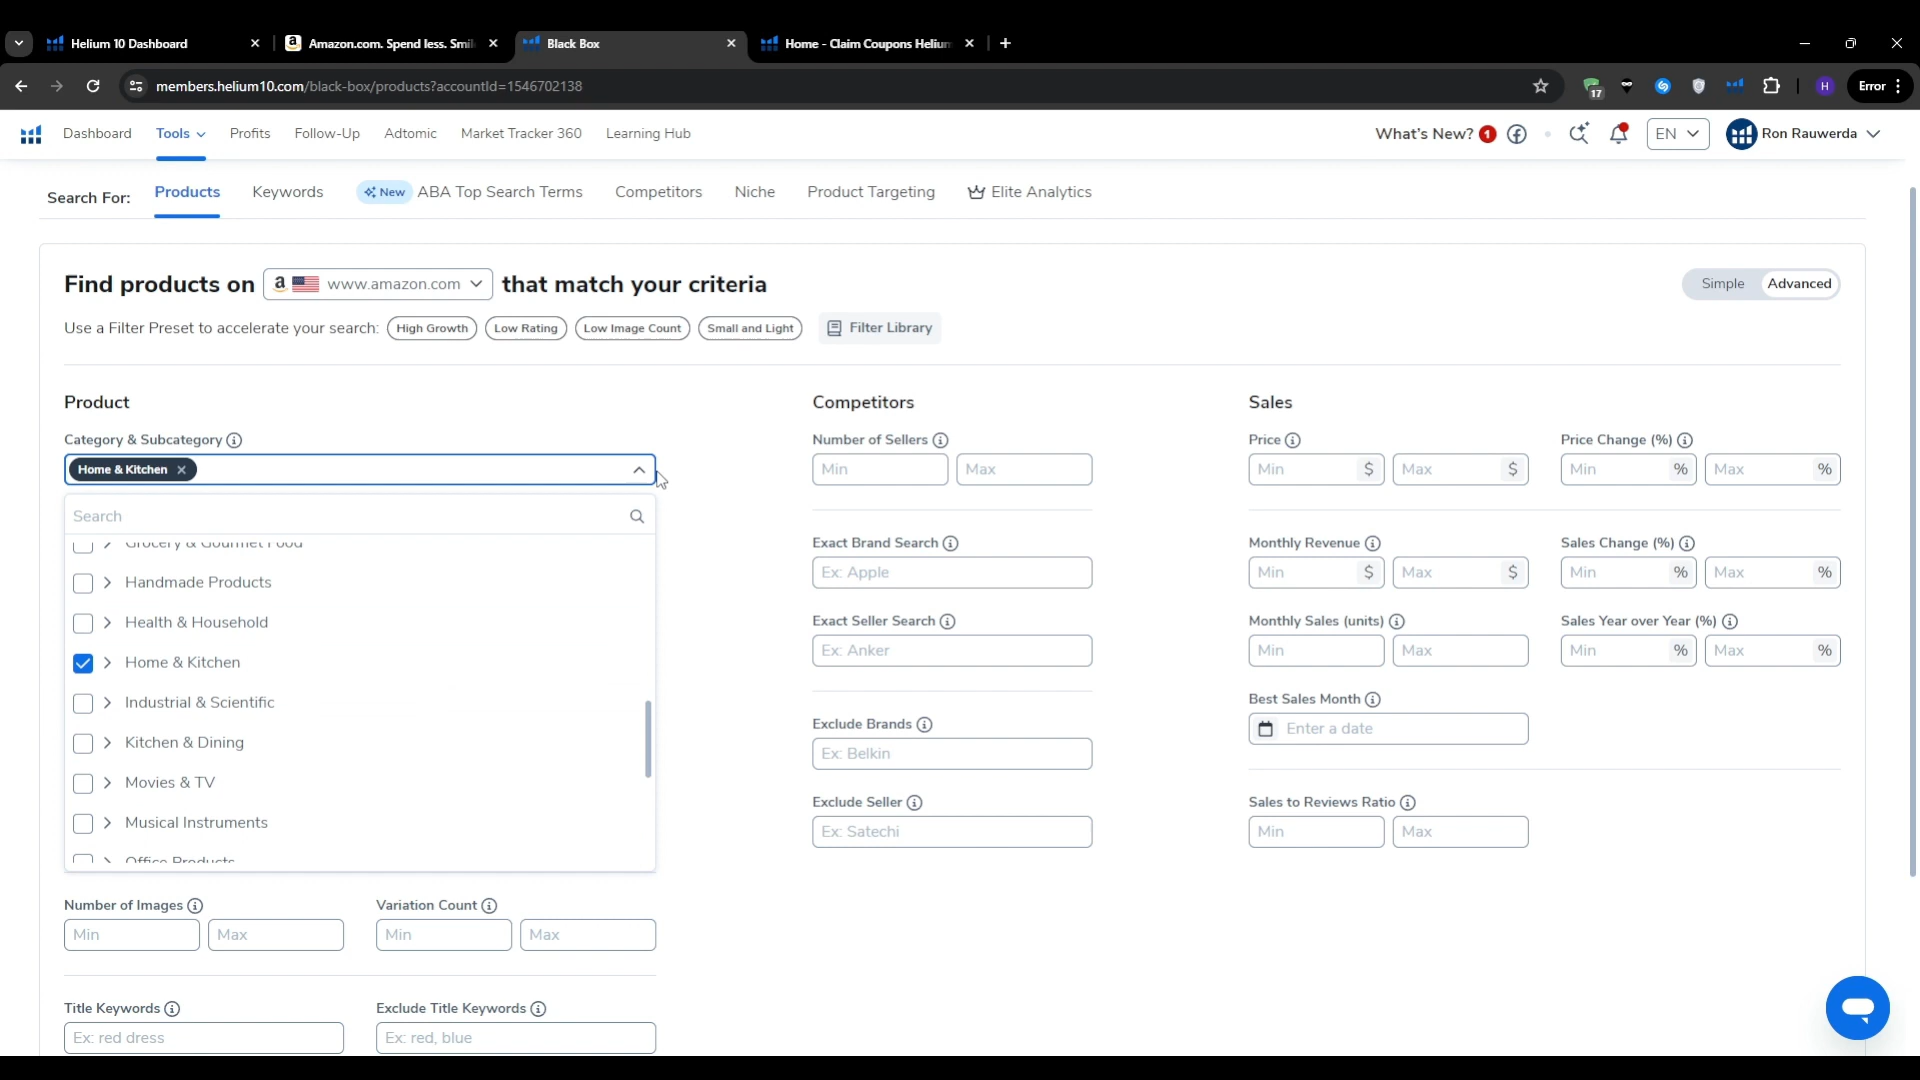 Helium 10 Dashboard
Amazon.com. Spend less. Smil
Black Box
Home - Claim Coupons Helium
members.helium10.com/black-box/products?accountId=1546702138
17
H
Error
Dashboard
Tools
Profits
Follow-Up
Adtomic
Market Tracker 360
Learning Hub
What's New? 1
EN
Ron Rauwerda
Search For:
Products
Keywords
New
ABA Top Search Terms
Competitors
Niche
Product Targeting
Elite Analytics
Find products on
a www.amazon.com
that match your criteria
Simple
Advanced
Use a Filter Preset to accelerate your search:
High Growth
Low Rating
Low Image Count
Small and Light
Filter Library
Product
Category & Subcategory
Home & Kitchen
Search
Grocery & Gourmet Food
Handmade Products
Health & Household
Home & Kitchen
Industrial & Scientific
Kitchen & Dining
Movies & TV
Musical Instruments
Office Products
Number of Images
Min
Max
Variation Count
Min
Max
Title Keywords
Ex: red dress
Exclude Title Keywords
Ex: red, blue
Competitors
Number of Sellers
Min
Max
Exact Brand Search
Ex: Apple
Exact Seller Search
Ex: Anker
Exclude Brands
Ex: Belkin
Exclude Seller
Ex: Satechi
Sales
Price
Min $
Max $
Price Change (%)
Min %
Max %
Monthly Revenue
Min $
Max $
Sales Change (%)
Min %
Max %
Monthly Sales (units)
Min
Max
Sales Year over Year (%)
Min %
Max %
Best Sales Month
Enter a date
Sales to Reviews Ratio
Min
Max